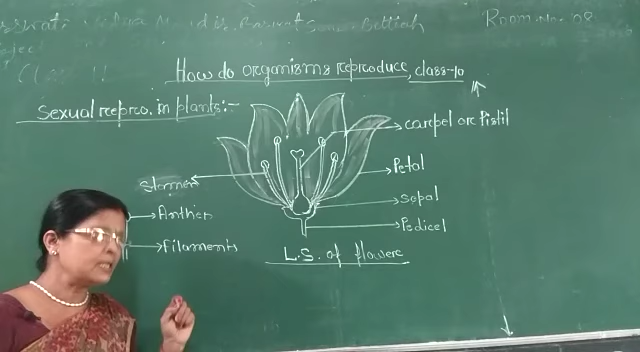 Room. No. 08
How do organisms reproduce, class-10
Sexual repro. in plants:-
carpel or Pistil
Stamen
Petal
Anther
Sepal
Filaments
Pedicel
L.S. of flower